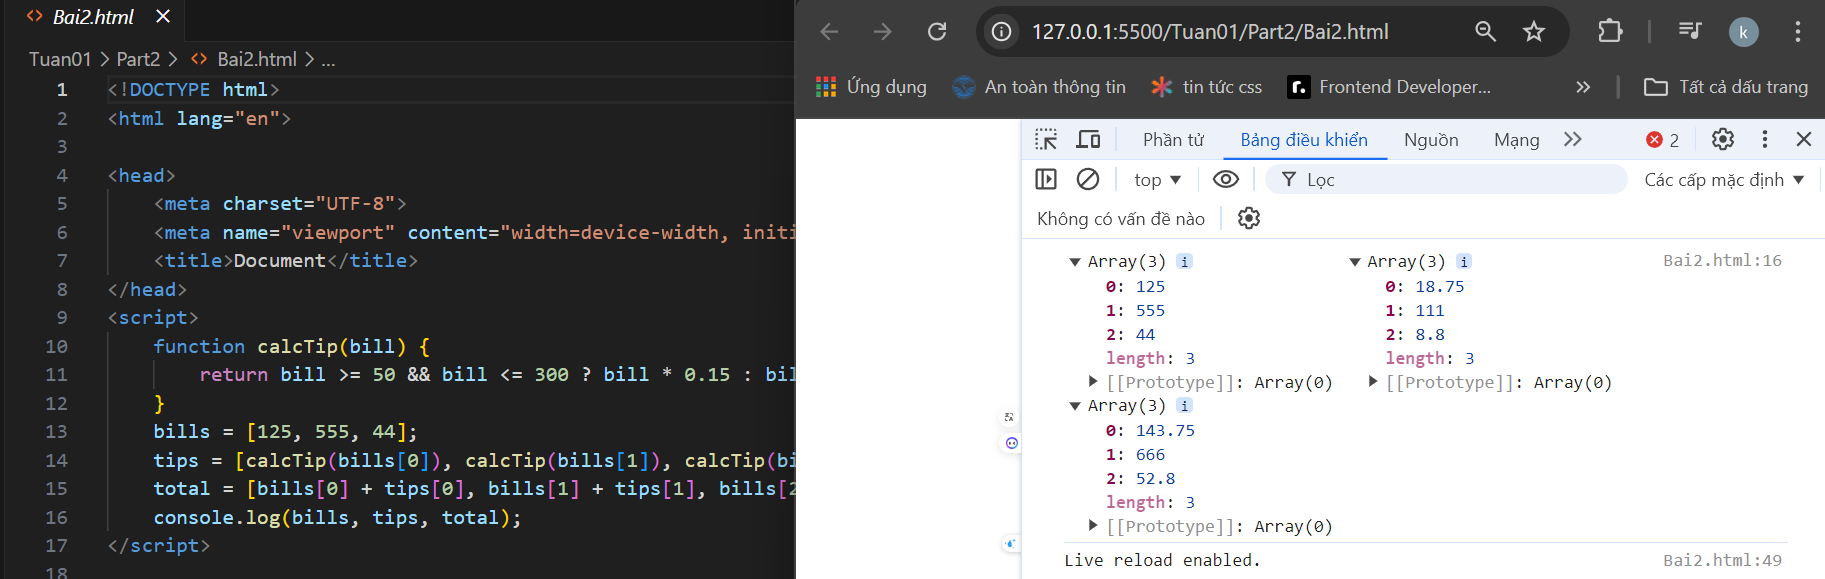 Bai2.html
Tuan01 > Part2 > Bai2.html > ...
1 <!DOCTYPE html>
2 <html lang="en">
3
4 <head>
5 <meta charset="UTF-8">
6 <meta name="viewport" content="width=device-width, initi
7 <title>Document</title>
8 </head>
9 <script>
10 function calcTip(bill) {
11 return bill >= 50 && bill <= 300 ? bill * 0.15 : bil
12 }
13 bills = [125, 555, 44];
14 tips = [calcTip(bills[0]), calcTip(bills[1]), calcTip(bi
15 total = [bills[0] + tips[0], bills[1] + tips[1], bills[2
16 console.log(bills, tips, total);
17 </script>
18
127.0.0.1:5500/Tuan01/Part2/Bai2.html
k
Ứng dụng An toàn thông tin tin tức css r. Frontend Developer... » Tất cả dấu trang
Phần tử Bảng điều khiển Nguồn Mạng 2
top Lọc Các cấp mặc định
Không có vấn đề nào
Array(3) i Array(3) i Bai2.html:16
0: 125 0: 18.75
1: 555 1: 111
2: 44 2: 8.8
length: 3 length: 3
[[Prototype]]: Array(0) [[Prototype]]: Array(0)
Array(3) i
0: 143.75
1: 666
2: 52.8
length: 3
[[Prototype]]: Array(0)
Live reload enabled. Bai2.html:49